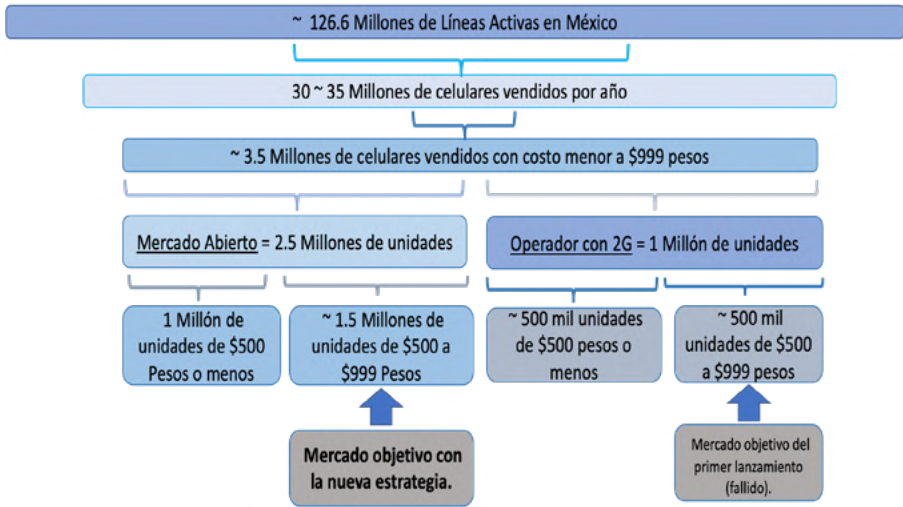 ~ 126.6 Millones de Líneas Activas en México
30 ~ 35 Millones de celulares vendidos por año
~ 3.5 Millones de celulares vendidos con costo menor a $999 pesos
Mercado Abierto = 2.5 Millones de unidades
Operador con 2G = 1 Millón de unidades
1 Millón de
unidades de $500
Pesos o menos
~ 1.5 Millones de
unidades de $500 a
$999 Pesos
~ 500 mil unidades
de $500 pesos o
menos
~ 500 mil
unidades de $500
a $999 pesos
Mercado objetivo con
la nueva estrategia.
Mercado objetivo del
primer lanzamiento
(fallido).